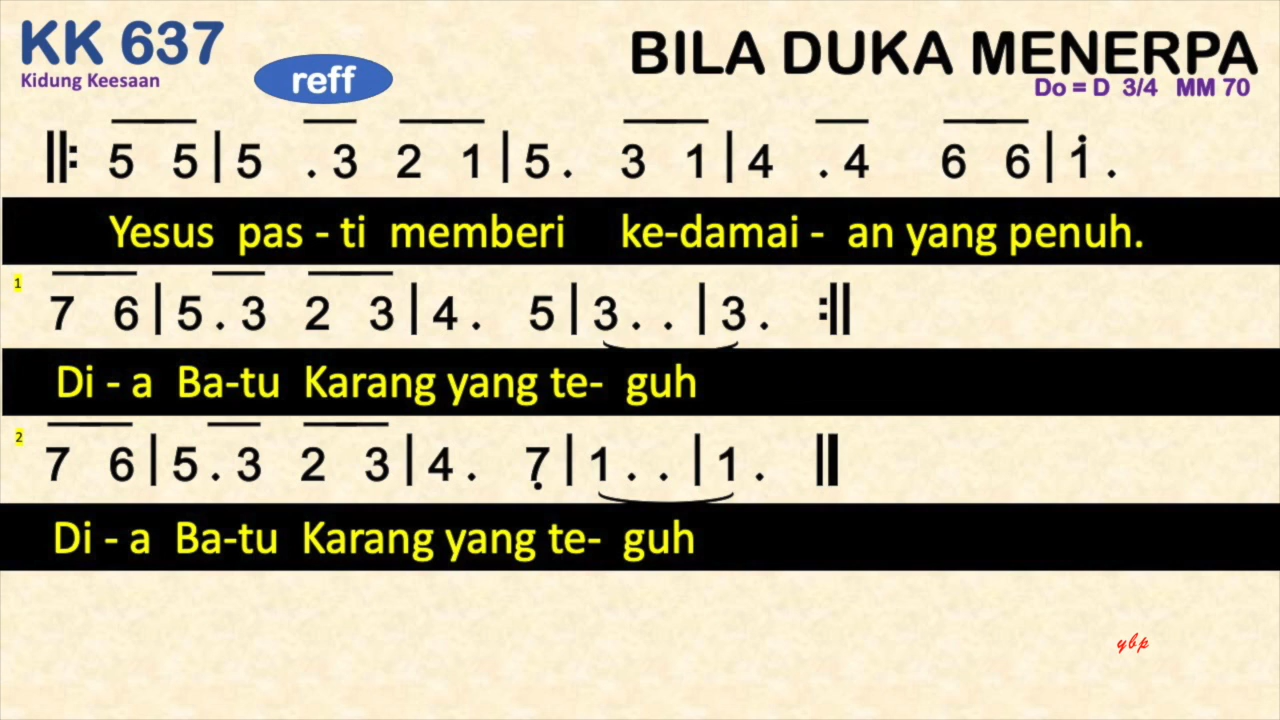 KK 637
Kidung Keesaan
reff
BILA DUKA MENERPA
Do = D 3/4 MM 70
‖: 5 5 | 5 . 3 2 1 | 5 . 3 1 | 4 . 4 6 6 | 1̇ .
Yesus pas - ti memberi ke-damai - an yang penuh.
1
7 6 | 5 . 3 2 3 | 4 . 5 | 3 . . | 3 . :‖
Di - a Ba-tu Karang yang te- guh
2
7 6 | 5 . 3 2 3 | 4 . 7̣ | 1 . . | 1 . ‖
Di - a Ba-tu Karang yang te- guh
ybp